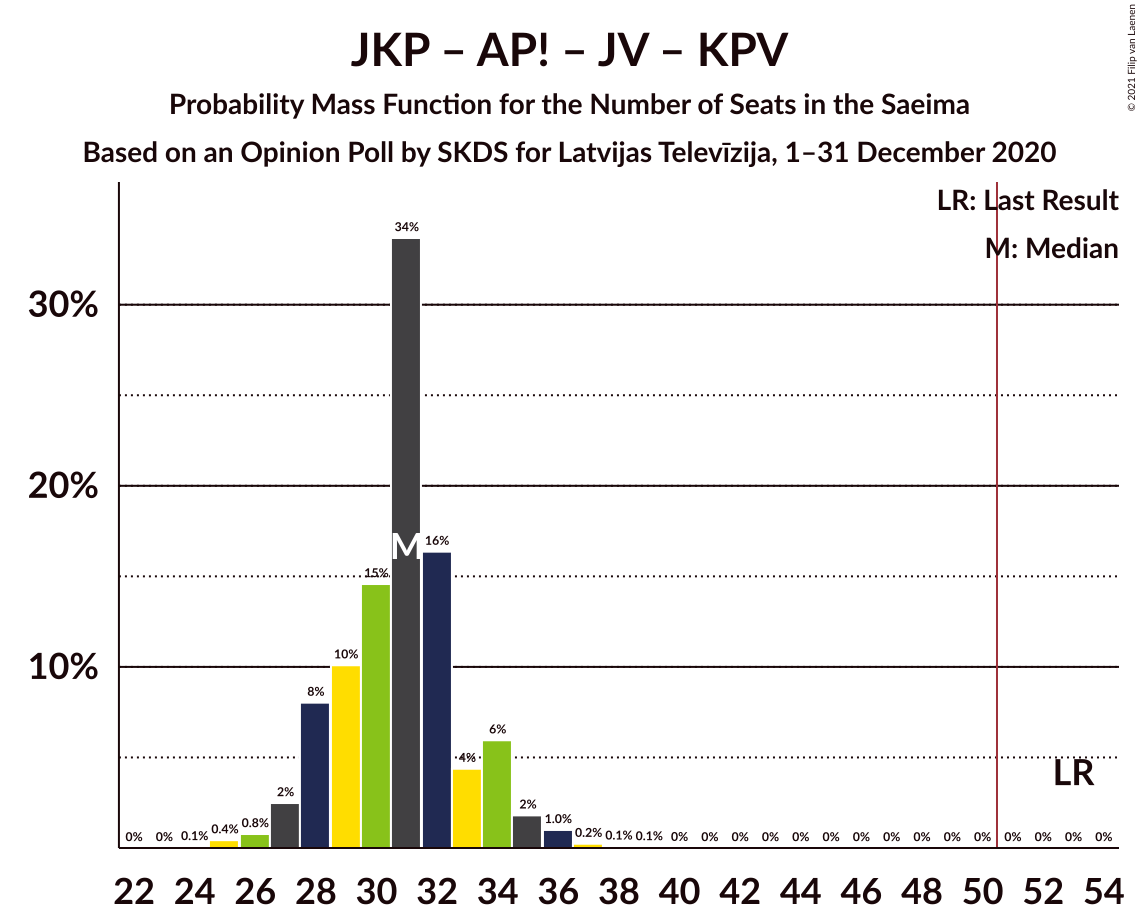 JKP – AP! – JV – KPV
Probability Mass Function for the Number of Seats in the Saeima
Based on an Opinion Poll by SKDS for Latvijas Televīzija, 1–31 December 2020
© 2021 Filip van Laenen
LR: Last Result
M: Median
34%
30%
20%
M
16%
15%
10%
10%
8%
6%
4%
LR
2%
2%
0% 0% 0.1% 0.4% 0.8% 1.0% 0.2% 0.1% 0.1% 0% 0% 0% 0% 0% 0% 0% 0% 0% 0% 0% 0% 0% 0% 0%
22 24 26 28 30 32 34 36 38 40 42 44 46 48 50 52 54